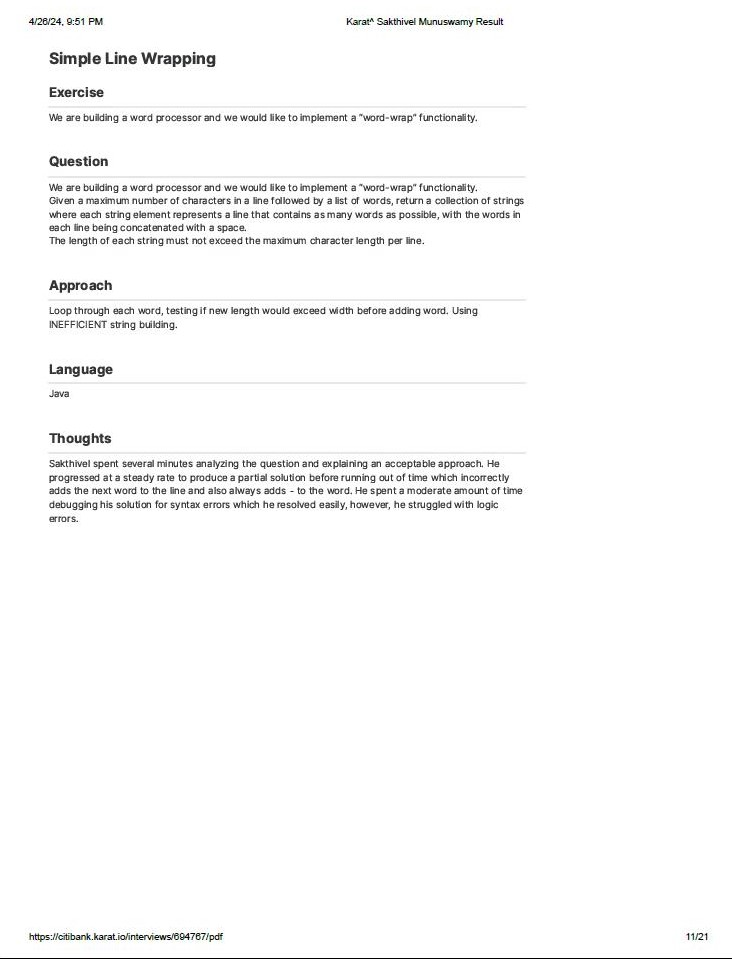 4/26/24, 9:51 PM
Karat^ Sakthivel Munuswamy Result
Simple Line Wrapping
Exercise
We are building a word processor and we would like to implement a "word-wrap" functionality.
Question
We are building a word processor and we would like to implement a "word-wrap" functionality.
Given a maximum number of characters in a line followed by a list of words, return a collection of strings
where each string element represents a line that contains as many words as possible, with the words in
each line being concatenated with a space.
The length of each string must not exceed the maximum character length per line.
Approach
Loop through each word, testing if new length would exceed width before adding word. Using
INEFFICIENT string building.
Language
Java
Thoughts
Sakthivel spent several minutes analyzing the question and explaining an acceptable approach. He
progressed at a steady rate to produce a partial solution before running out of time which incorrectly
adds the next word to the line and also always adds - to the word. He spent a moderate amount of time
debugging his solution for syntax errors which he resolved easily, however, he struggled with logic
errors.
https://citibank.karat.io/interviews/694767/pdf
11/21